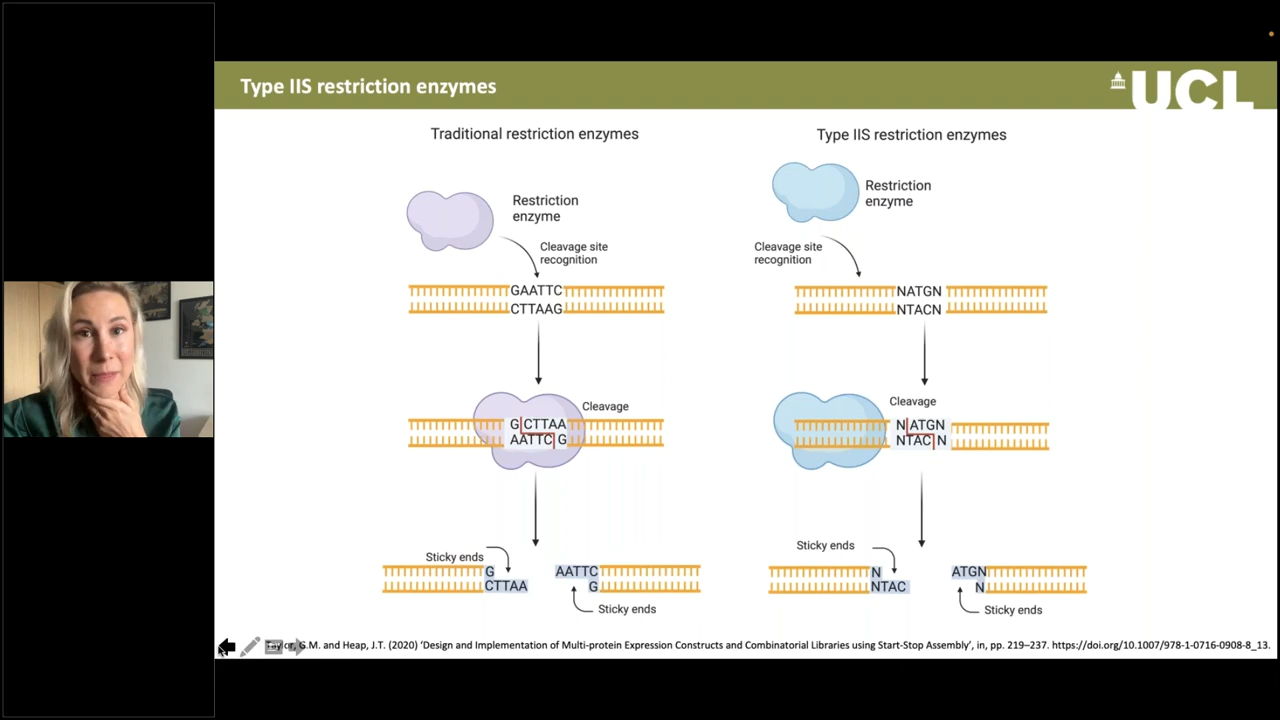 Type IIS restriction enzymes
UCL
Traditional restriction enzymes
Restriction
enzyme
Cleavage site
recognition
GAATTC
CTTAAG
Cleavage
G CTTAA
AATTC G
Sticky ends
G
CTTAA
AATTC
G
Sticky ends
Type IIS restriction enzymes
Restriction
enzyme
Cleavage site
recognition
NATGN
NTACN
Cleavage
N ATGN
NTAC N
Sticky ends
N
NTAC
ATGN
N
Sticky ends
G.M. and Heap, J.T. (2020) ‘Design and Implementation of Multi-protein Expression Constructs and Combinatorial Libraries using Start-Stop Assembly’, in, pp. 219–237. https://doi.org/10.1007/978-1-0716-0908-8_13.